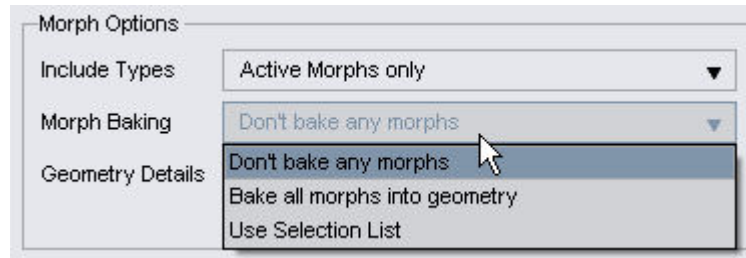 Morph Options
Include Types Active Morphs only
Morph Baking Don't bake any morphs
Geometry Details Don't bake any morphs
Bake all morphs into geometry
Use Selection List